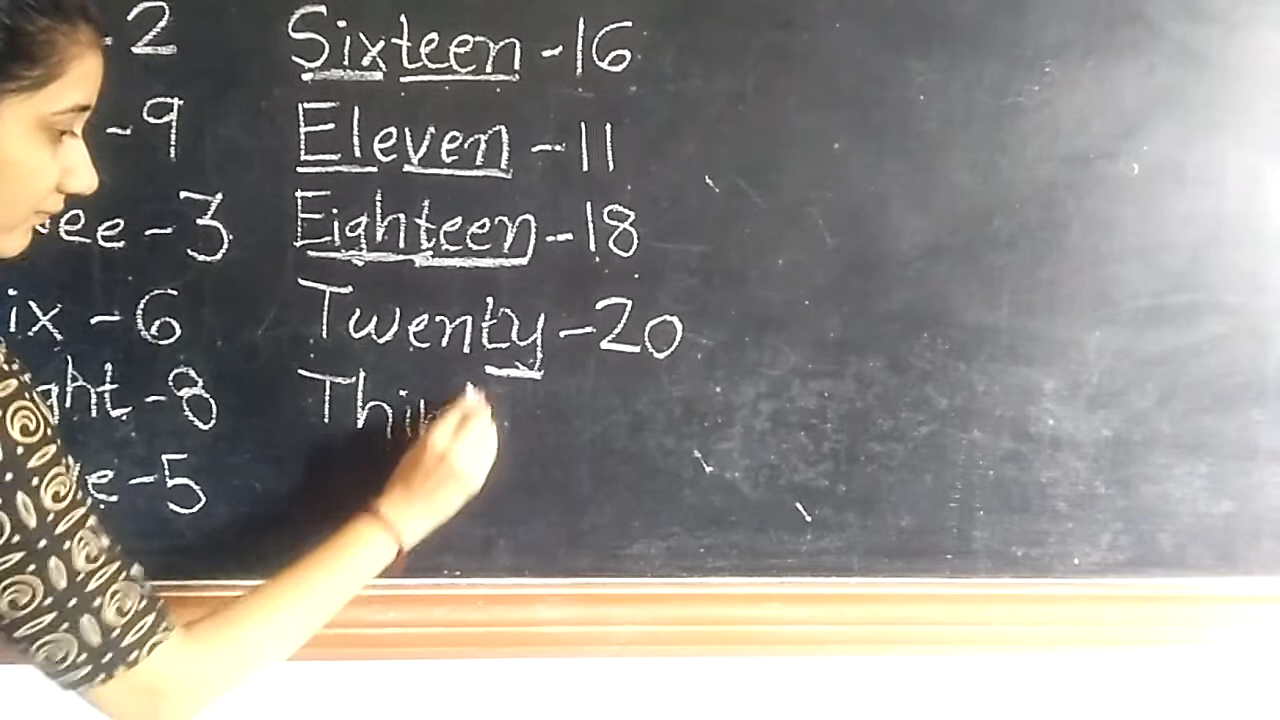 - 2
- 9
ee - 3
ix - 6
ght - 8
e - 5
Sixteen - 16
Eleven - 11
Eighteen - 18
Twenty - 20
Thi